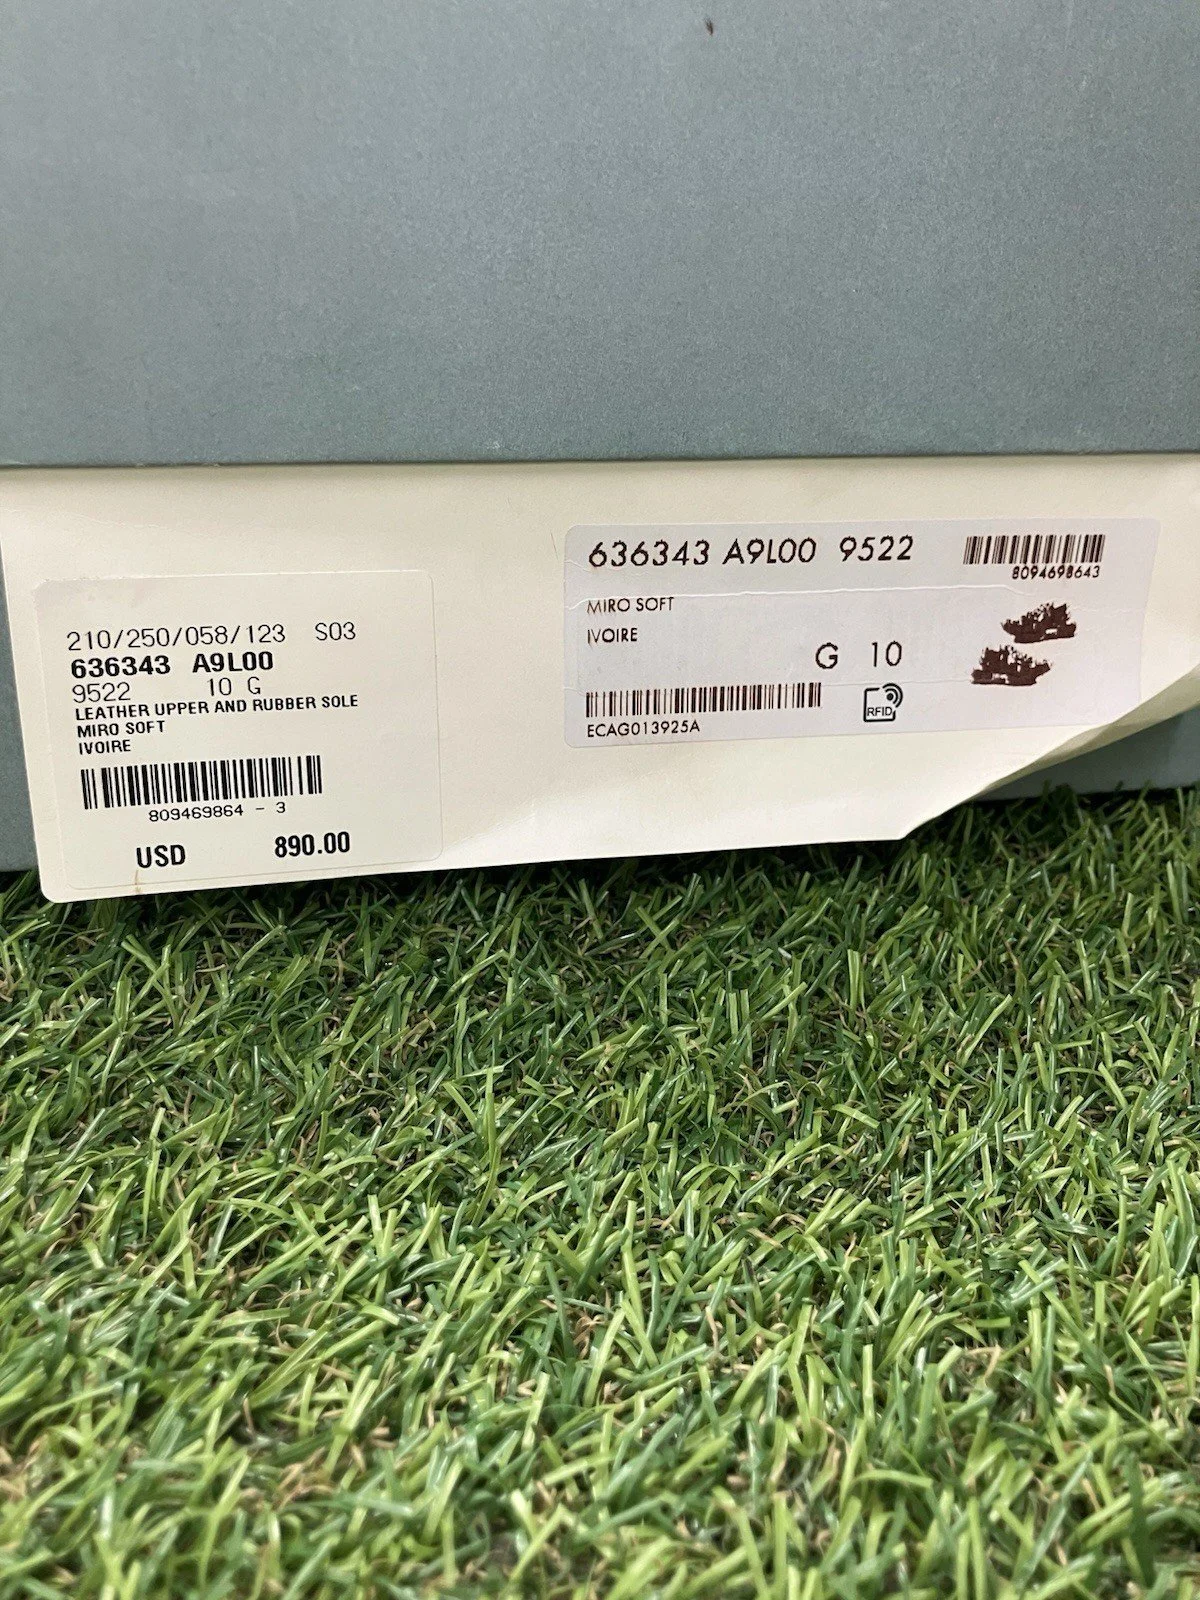 210/250/058/123 S03
636343 A9L00
9522 10 G
LEATHER UPPER AND RUBBER SOLE
MIRO SOFT
IVOIRE
809469864 - 3
USD 890.00
636343 A9L00 9522
8094698643
MIRO SOFT
IVOIRE
G 10
ECAG013925A
RFID